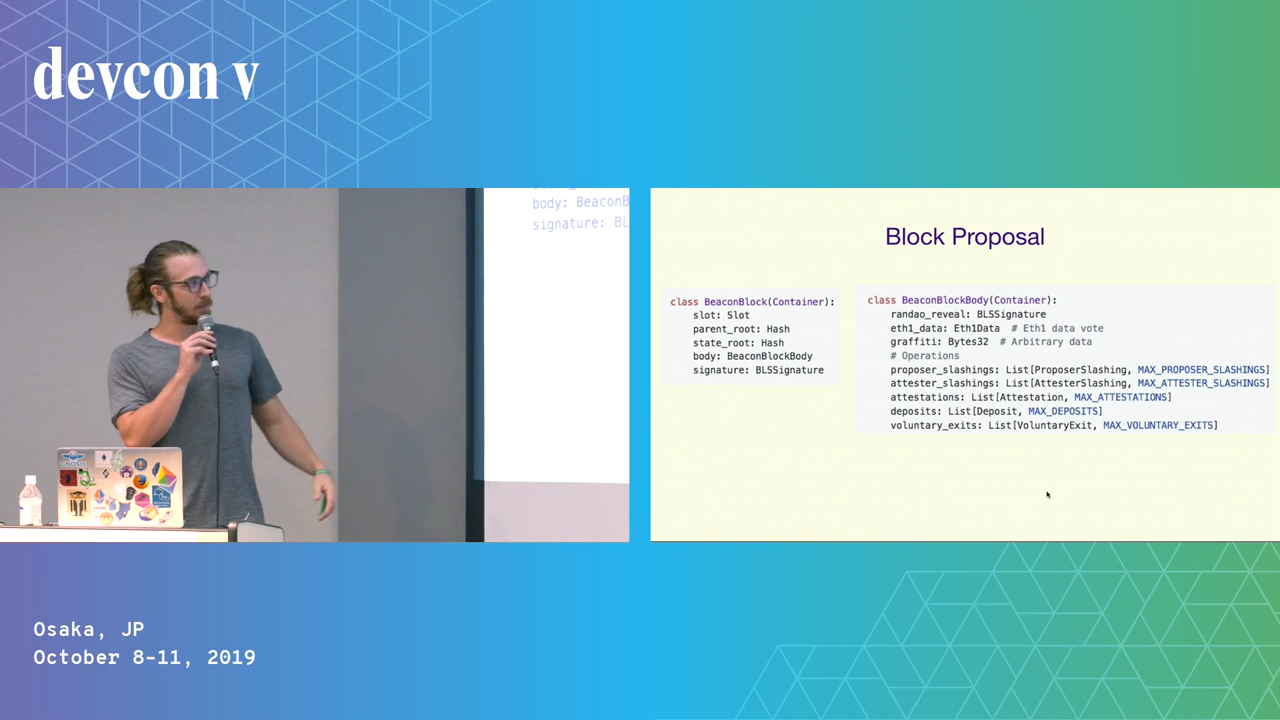 devcon v
body: BeaconB
signature: BL
Block Proposal
class BeaconBlock(Container):
slot: Slot
parent_root: Hash
state_root: Hash
body: BeaconBlockBody
signature: BLSSignature
class BeaconBlockBody(Container):
randao_reveal: BLSSignature
eth1_data: Eth1Data # Eth1 data vote
graffiti: Bytes32 # Arbitrary data
# Operations
proposer_slashings: List[ProposerSlashing, MAX_PROPOSER_SLASHINGS]
attester_slashings: List[AttesterSlashing, MAX_ATTESTER_SLASHINGS]
attestations: List[Attestation, MAX_ATTESTATIONS]
deposits: List[Deposit, MAX_DEPOSITS]
voluntary_exits: List[VoluntaryExit, MAX_VOLUNTARY_EXITS]
Osaka, JP
October 8-11, 2019